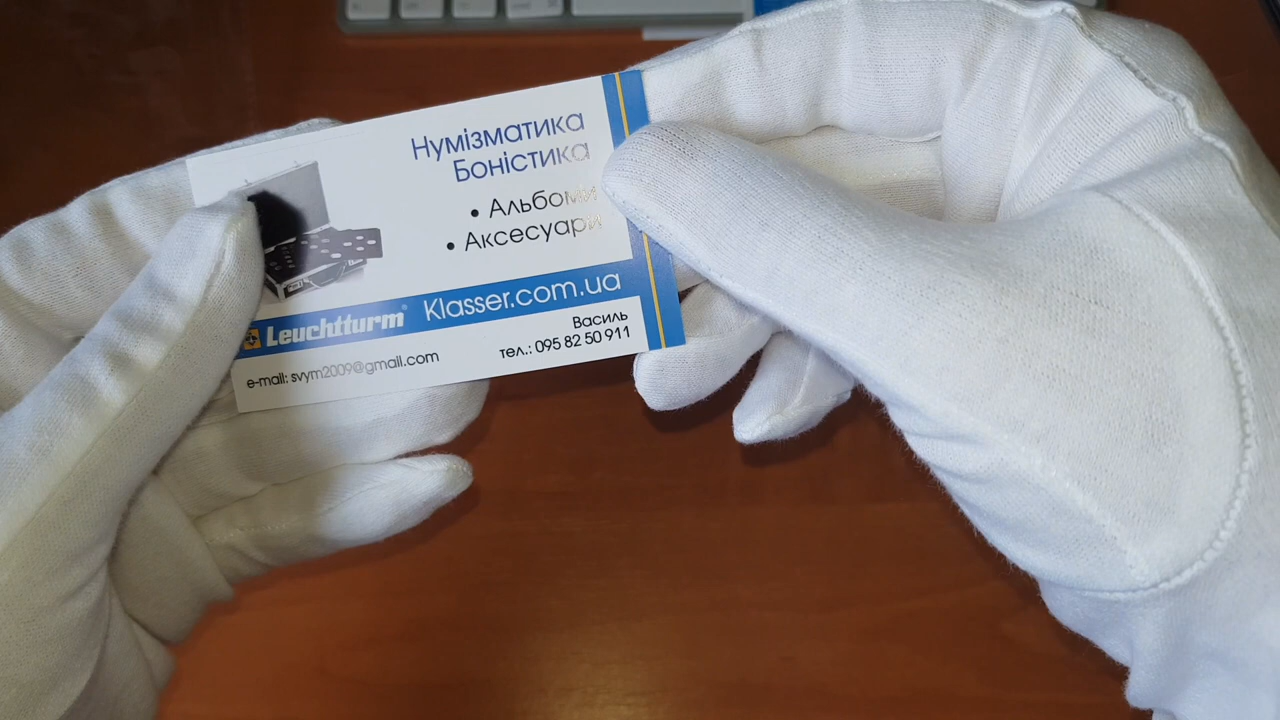 Нумізматика
Боністика
• Альбоми
• Аксесуари
Leuchtturm® Klasser.com.ua
Василь
e-mail: svym2009@gmail.com
тел.: 095 82 50 911